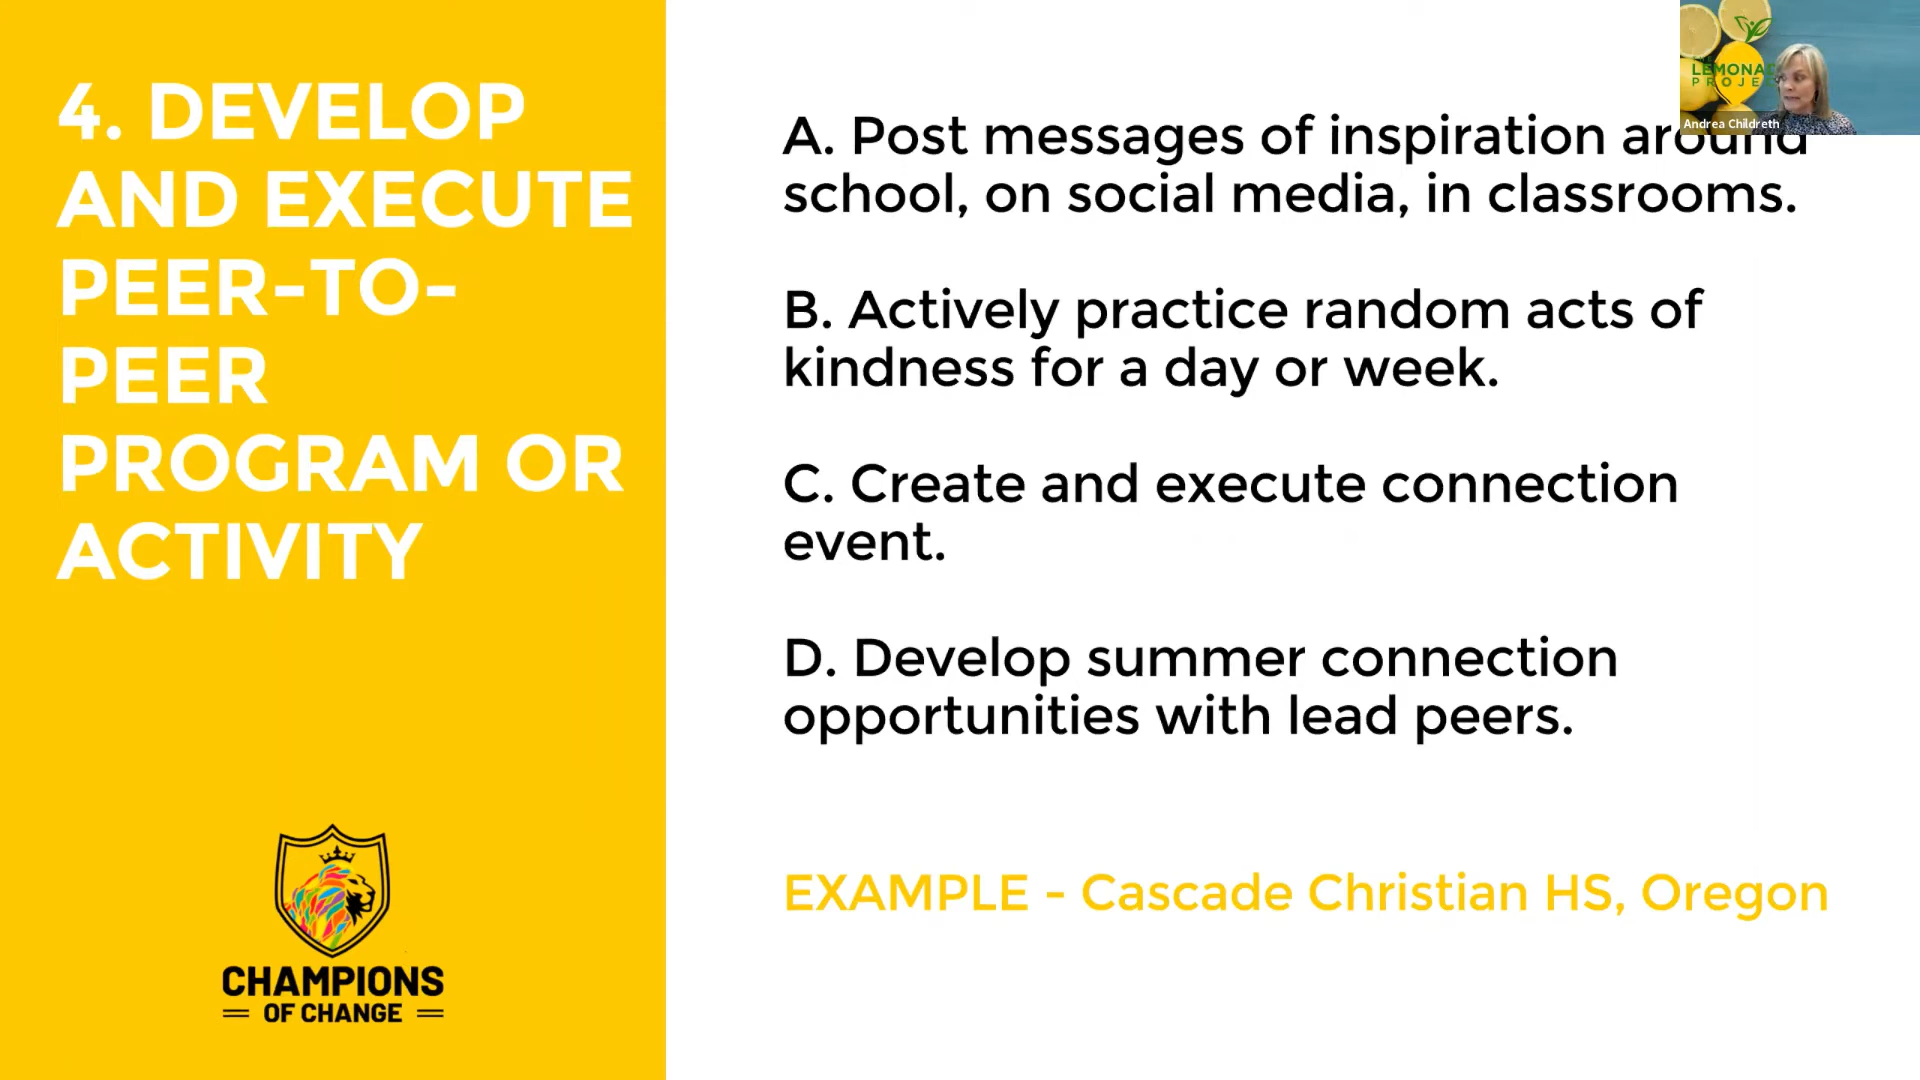 4. DEVELOP
AND EXECUTE
PEER-TO-
PEER
PROGRAM OR
ACTIVITY
CHAMPIONS
OF CHANGE
A. Post messages of inspiration around
school, on social media, in classrooms.
B. Actively practice random acts of
kindness for a day or week.
C. Create and execute connection
event.
D. Develop summer connection
opportunities with lead peers.
EXAMPLE - Cascade Christian HS, Oregon
Andrea Childreth